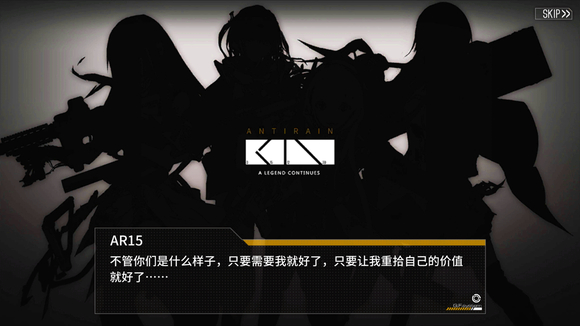 SKIP
ANTIRAIN
A LEGEND CONTINUES
AR15
不管你们是什么样子，只要需要我就好了，只要让我重拾自己的价值
就好了……